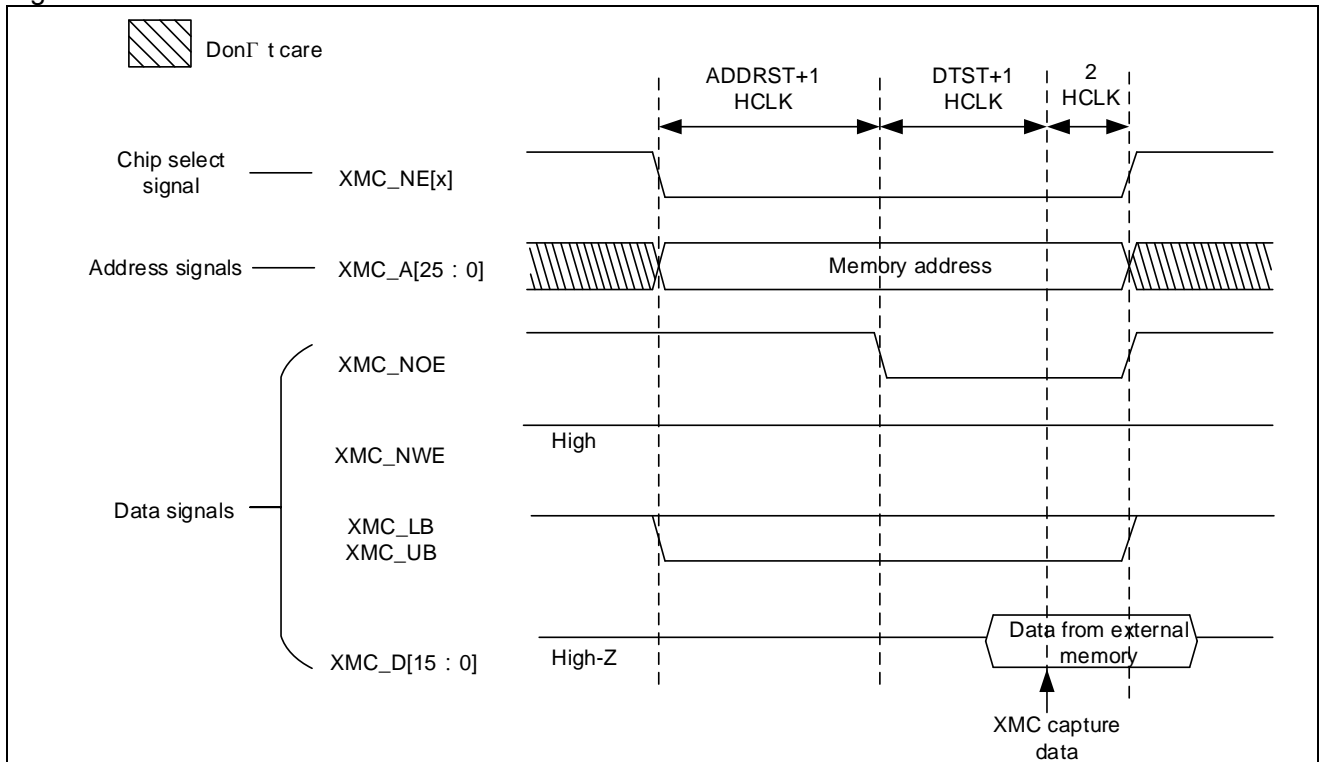 DonΓ t care
ADDRST+1
HCLK
DTST+1
HCLK
2
HCLK
Chip select
signal
XMC_NE[x]
Address signals
XMC_A[25 : 0]
Memory address
XMC_NOE
High
XMC_NWE
Data signals
XMC_LB
XMC_UB
Data from external
memory
High-Z
XMC_D[15 : 0]
XMC capture
data